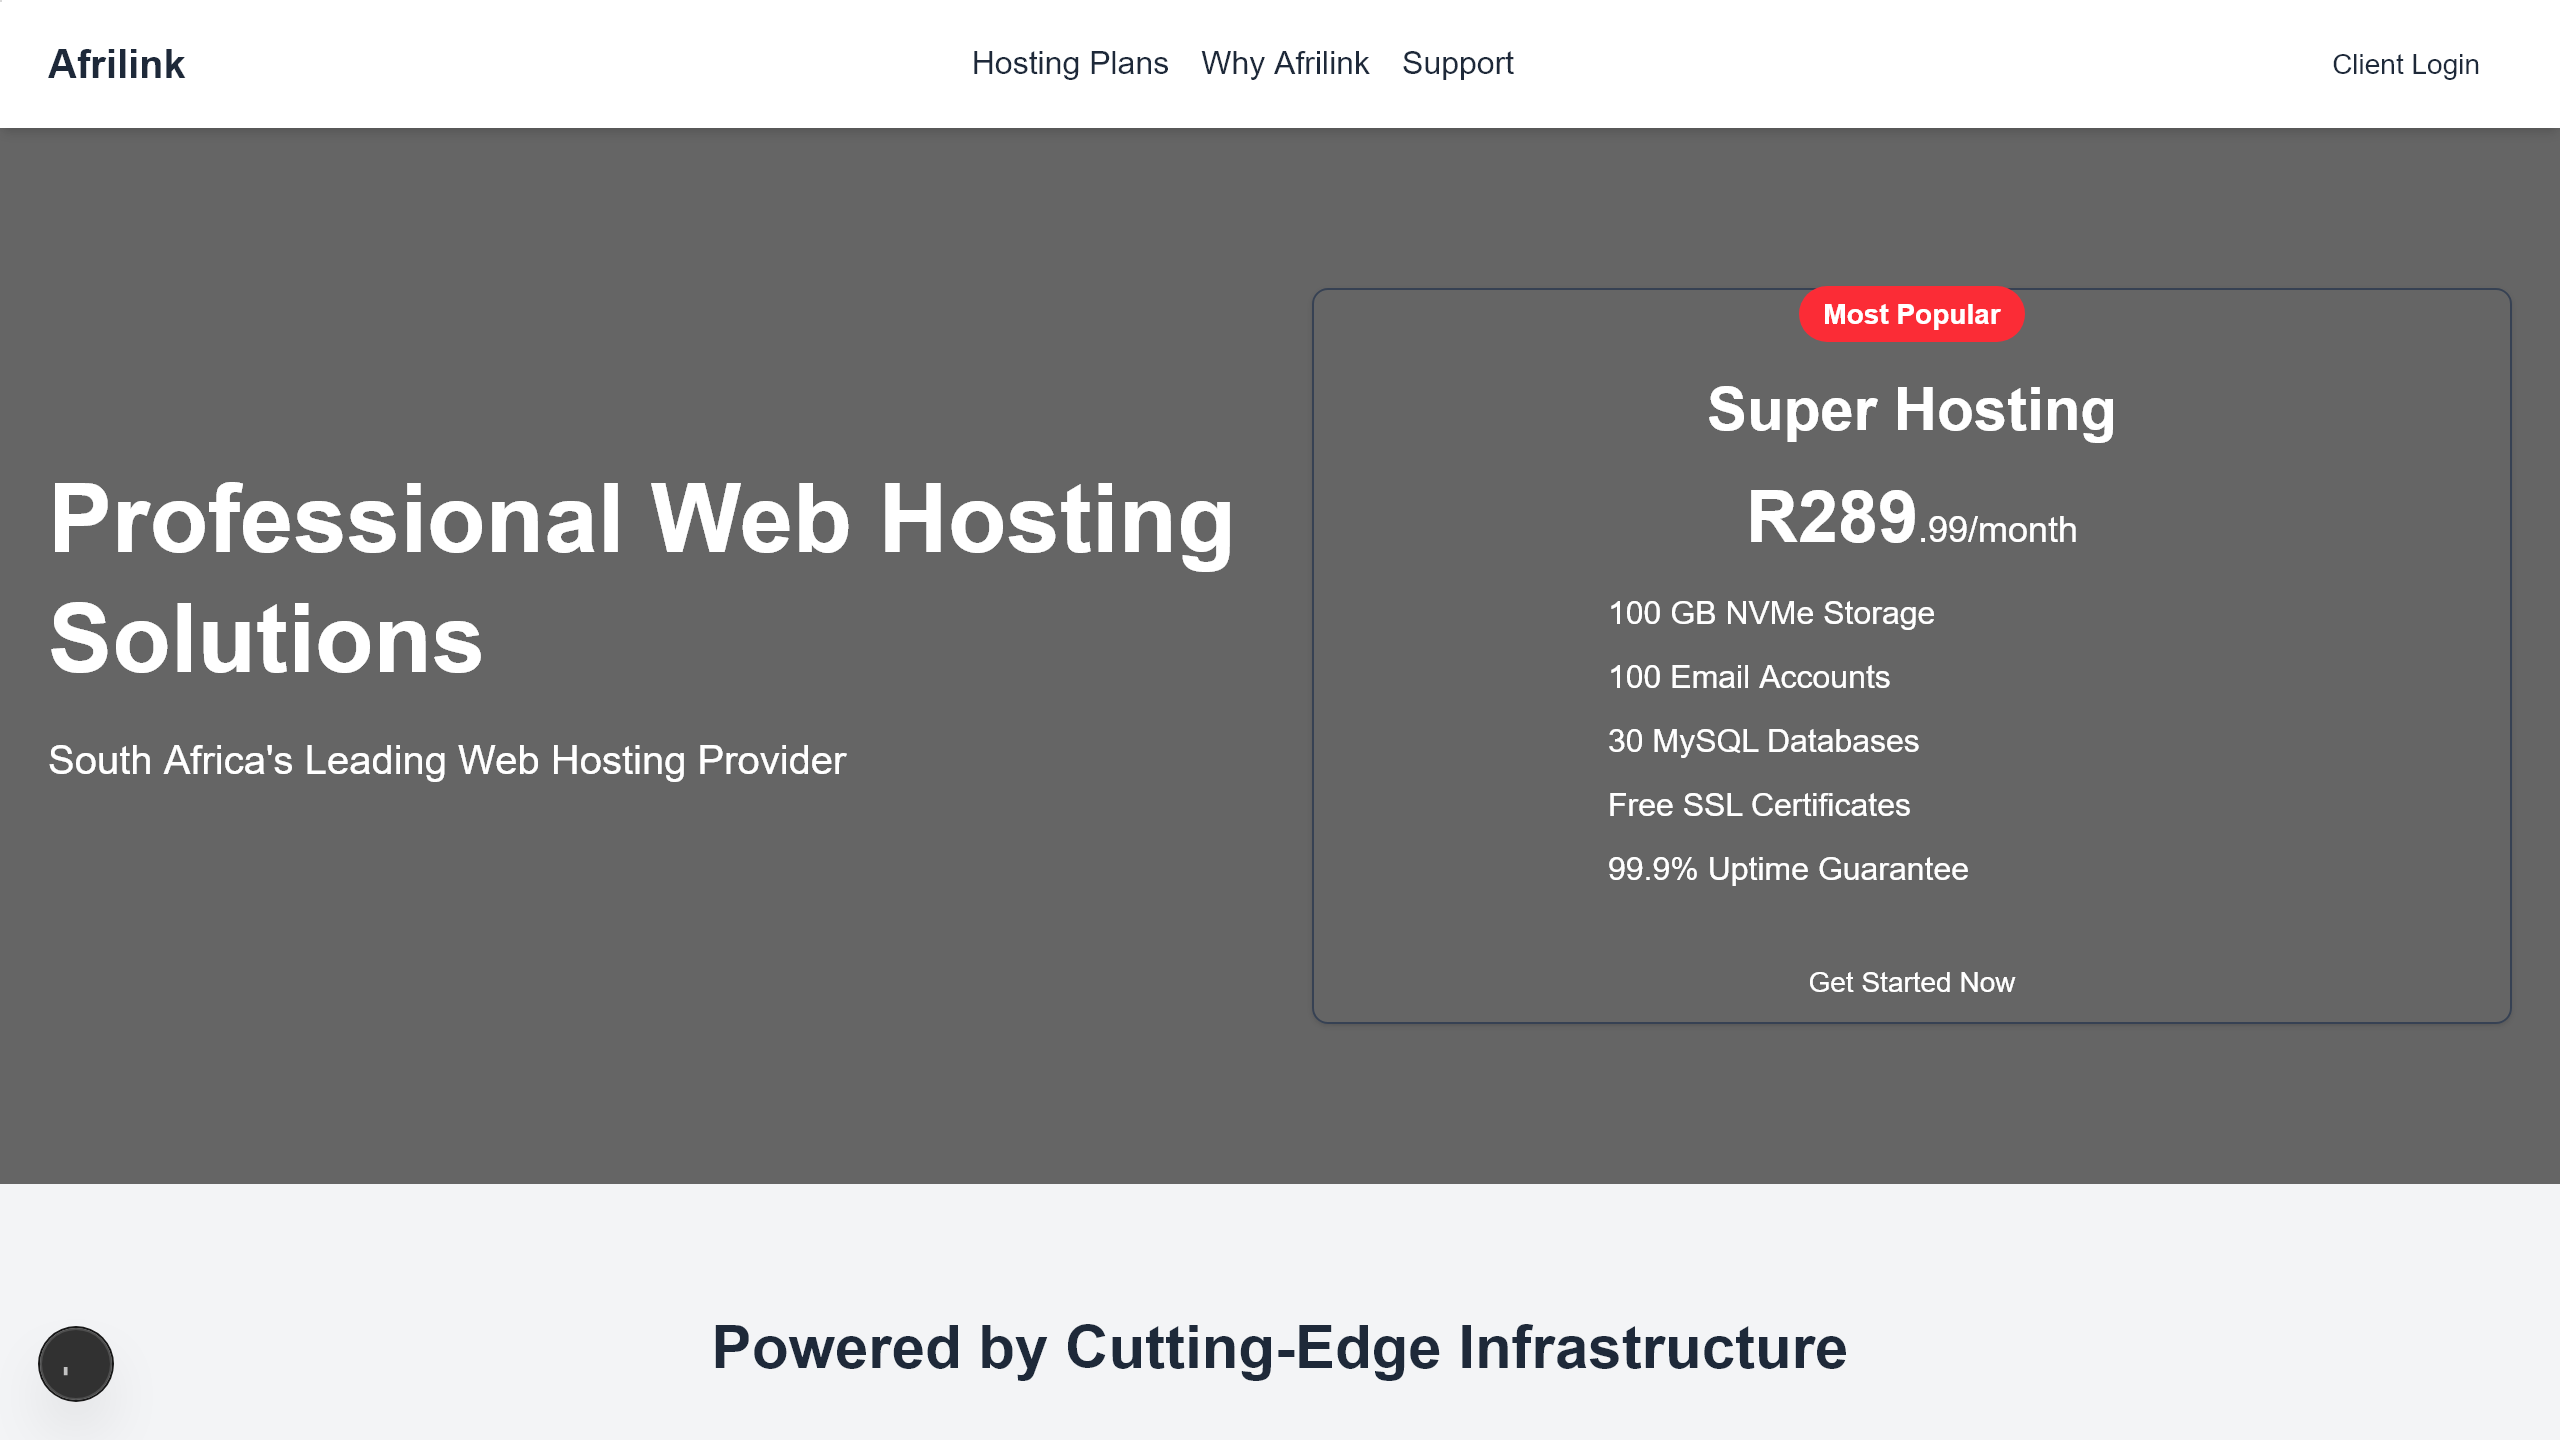 Afrilink
Hosting Plans
Why Afrilink
Support
Client Login
Professional Web Hosting
Solutions
South Africa's Leading Web Hosting Provider
Most Popular
Super Hosting
R289.99/month
100 GB NVMe Storage
100 Email Accounts
30 MySQL Databases
Free SSL Certificates
99.9% Uptime Guarantee
Get Started Now
Powered by Cutting-Edge Infrastructure